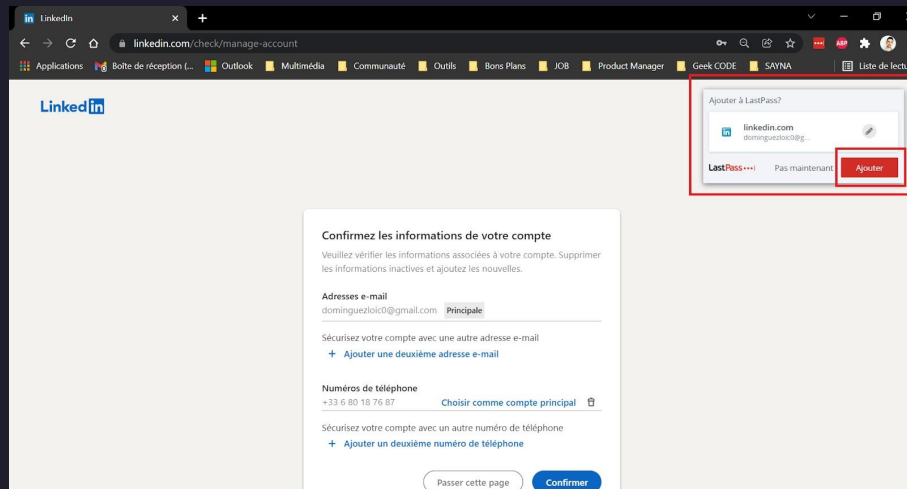 LinkedIn
linkedin.com/check/manage-account
Applications Boîte de réception (... Outlook Multimédia Communauté Outils Bons Plans JOB Product Manager Geek CODE SAYNA Liste de lectu
LinkedIn
Ajouter à LastPass?
linkedin.com
dominguezloic0@g...
LastPass Pas maintenant Ajouter
Confirmez les informations de votre compte
Veuillez vérifier les informations associées à votre compte. Supprimer
les informations inactives et ajoutez les nouvelles.
Adresses e-mail
dominguezloic0@gmail.com Principale
Sécurisez votre compte avec une autre adresse e-mail
+ Ajouter une deuxième adresse e-mail
Numéros de téléphone
+33 6 80 18 76 87 Choisir comme compte principal
Sécurisez votre compte avec un autre numéro de téléphone
+ Ajouter un deuxième numéro de téléphone
Passer cette page Confirmer